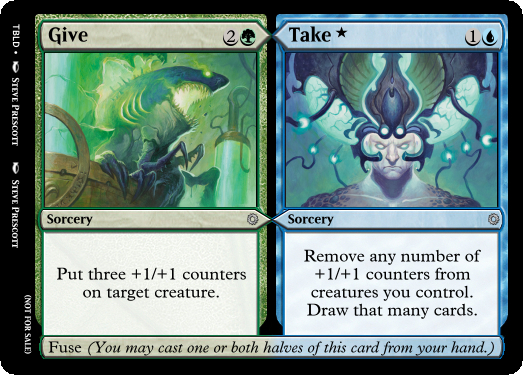 Give 2
Take ★ 1
Sorcery
Sorcery
Put three +1/+1 counters
on target creature.
Remove any number of
+1/+1 counters from
creatures you control.
Draw that many cards.
Fuse (You may cast one or both halves of this card from your hand.)
TBLD • STEVE PRESCOTT
STEVE PRESCOTT
(NOT FOR SALE)